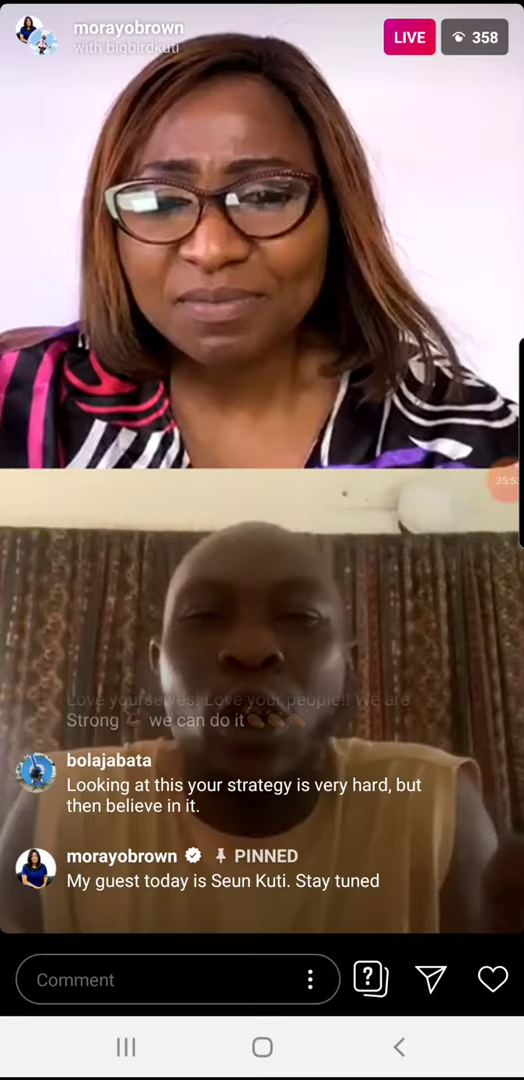 morayobrown
with bigbirdkuti
LIVE
358
35:5
Love yourselves! Love your people!! We are
Strong 💪🏾 we can do it
bolajabata
Looking at this your strategy is very hard, but
then believe in it.
morayobrown PINNED
My guest today is Seun Kuti. Stay tuned
Comment